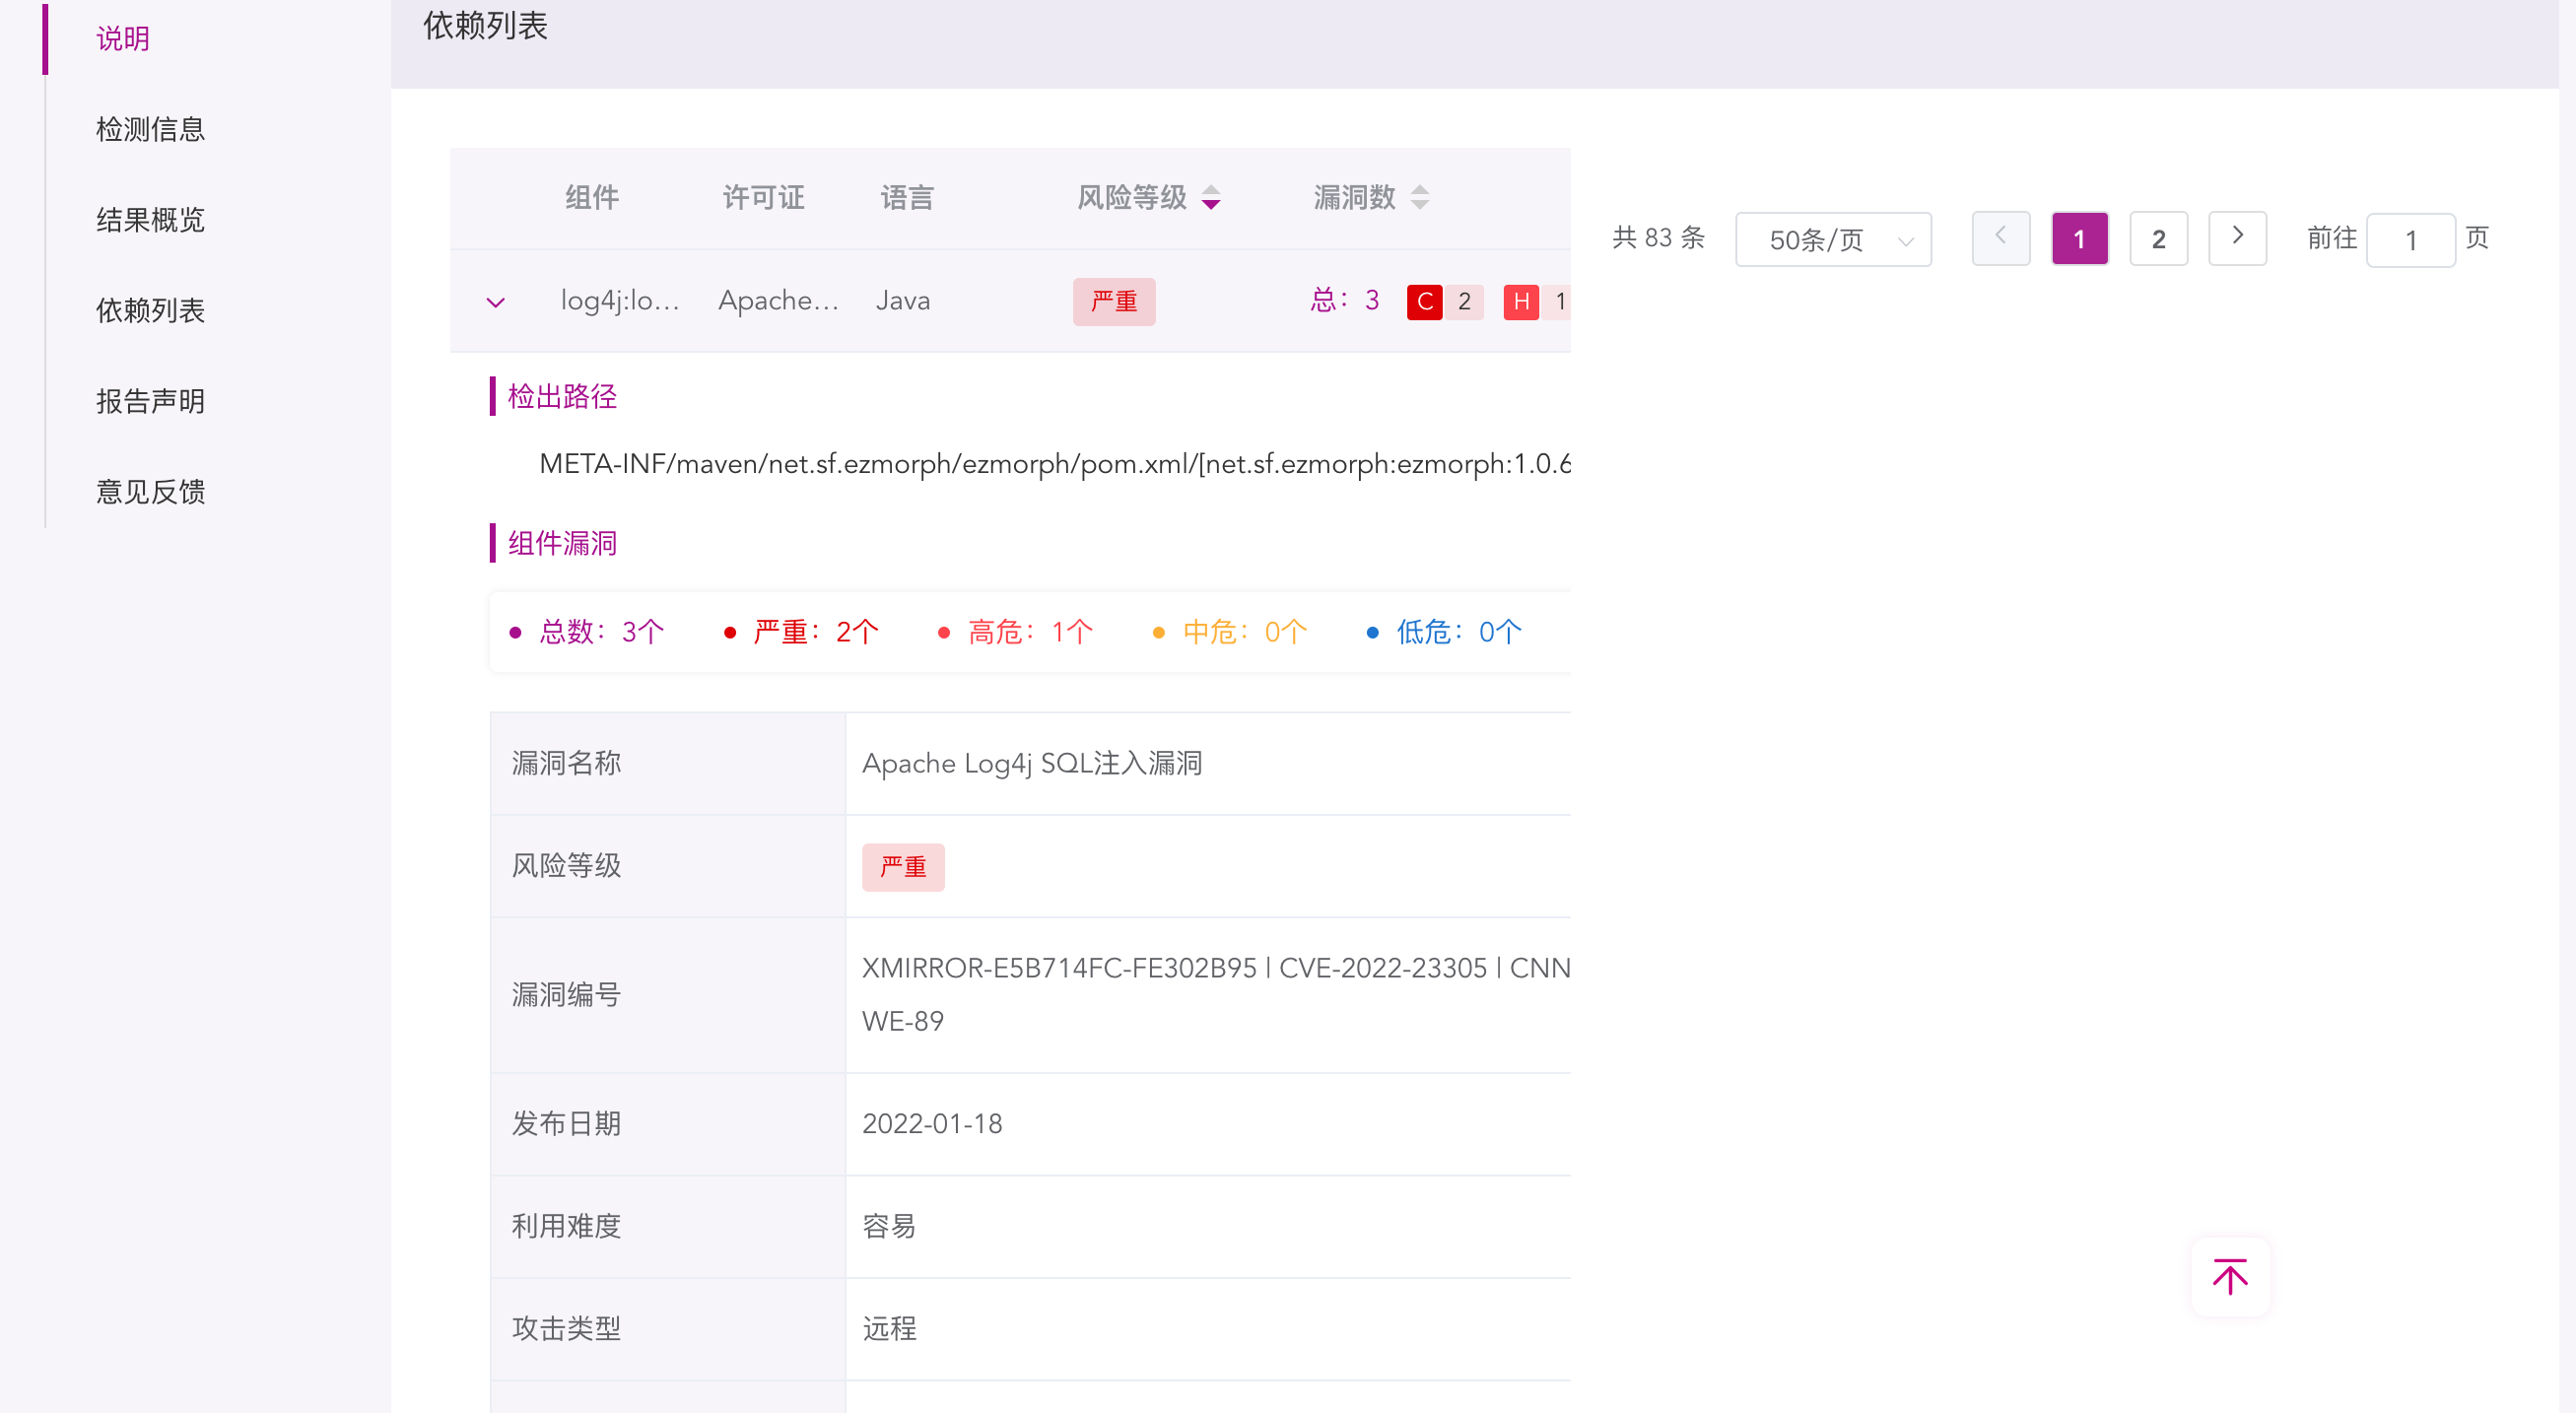 说明
检测信息
结果概览
依赖列表
报告声明
意见反馈
依赖列表
组件 许可证 语言 风险等级 漏洞数
log4j:lo... Apache... Java 严重 总：3 C 2 H 1
共 83 条 50条/页 1 2 前往 1 页
检出路径
META-INF/maven/net.sf.ezmorph/ezmorph/pom.xml/[net.sf.ezmorph:ezmorph:1.0.6
组件漏洞
总数：3个 严重：2个 高危：1个 中危：0个 低危：0个
漏洞名称 Apache Log4j SQL注入漏洞
风险等级 严重
漏洞编号 XMIRROR-E5B714FC-FE302B95 | CVE-2022-23305 | CNN
WE-89
发布日期 2022-01-18
利用难度 容易
攻击类型 远程